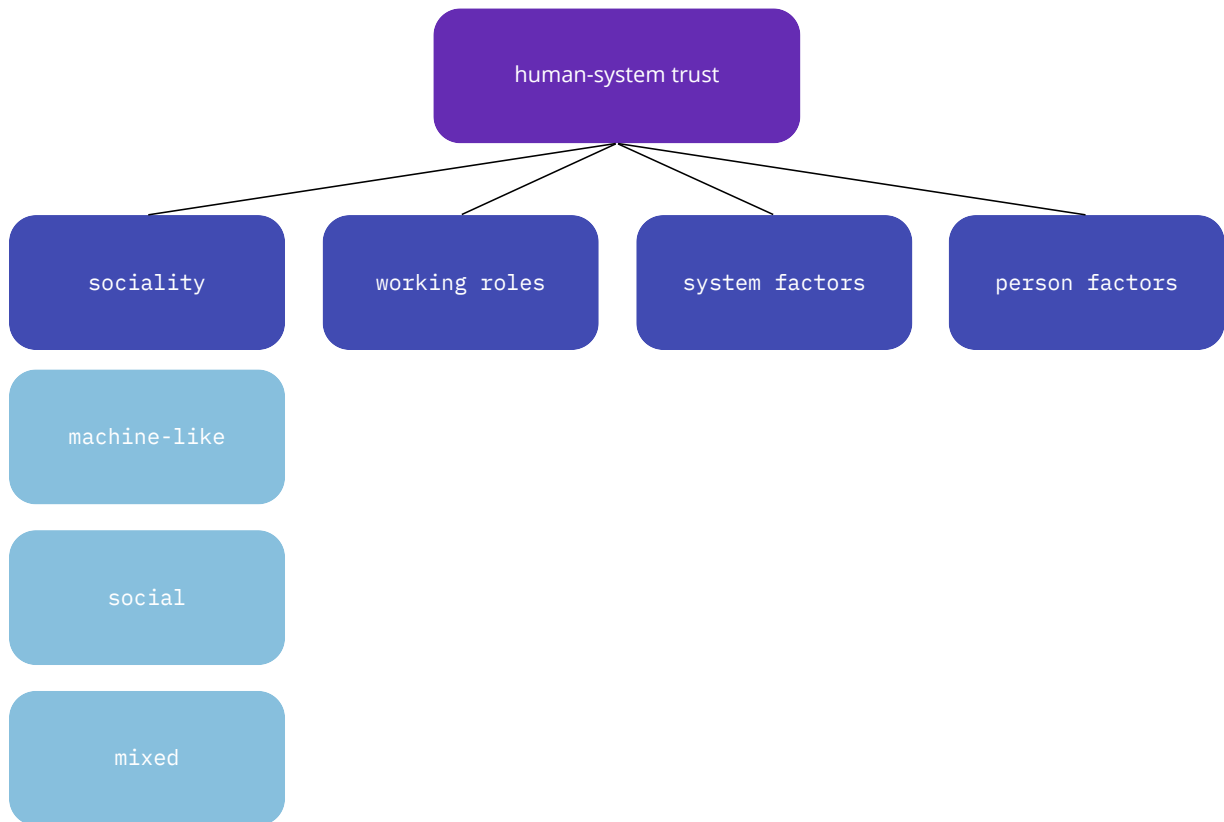 human-system trust
sociality
working roles
system factors
person factors
machine-like
social
mixed